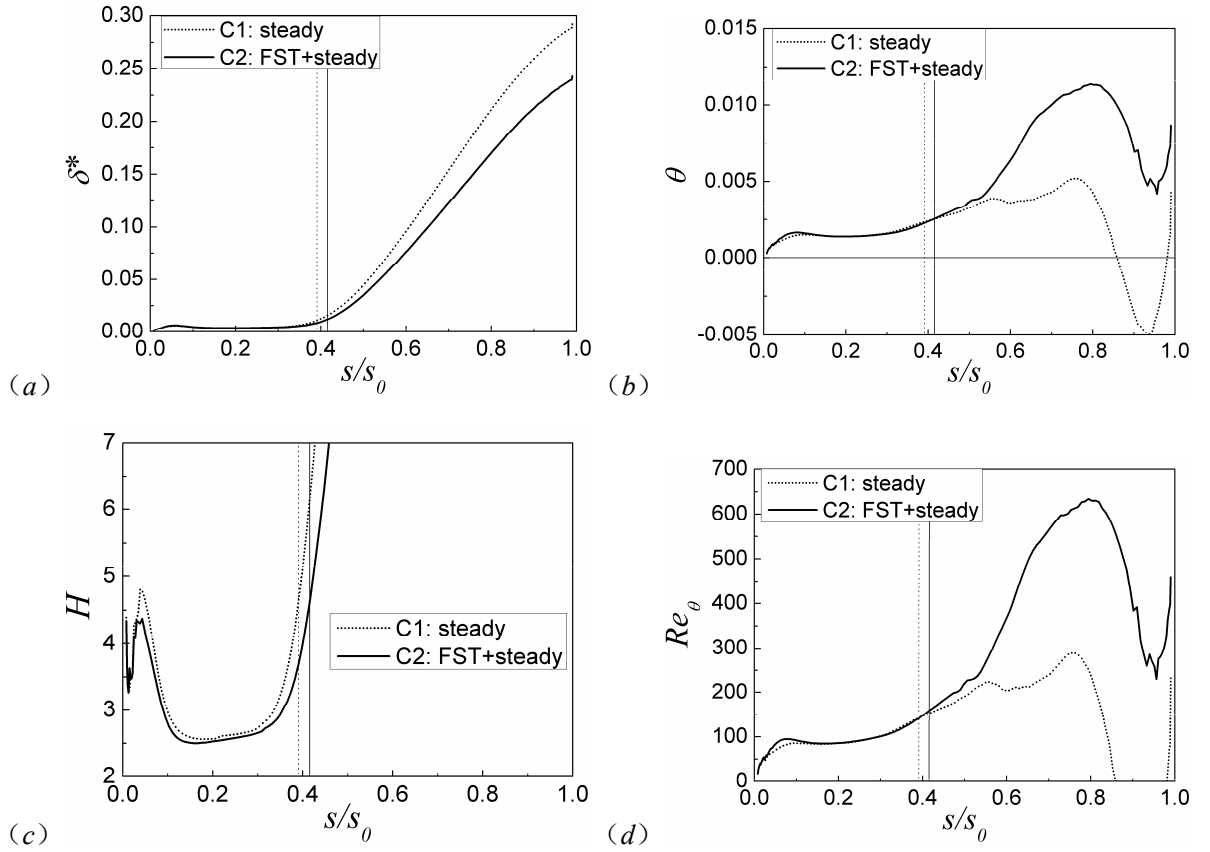 C1: steady
C2: FST+steady
0.30
0.25
0.20
0.15
0.10
0.05
0.00
δ*
0.0 0.2 0.4 0.6 0.8 1.0
s/s₀
（a）
C1: steady
C2: FST+steady
0.015
0.010
0.005
0.000
-0.005
θ
0.0 0.2 0.4 0.6 0.8 1.0
s/s₀
（b）
7
6
5
4
3
2
H
C1: steady
C2: FST+steady
0.0 0.2 0.4 0.6 0.8 1.0
s/s₀
（c）
C1: steady
C2: FST+steady
700
600
500
400
300
200
100
0
Re_θ
0.0 0.2 0.4 0.6 0.8 1.0
s/s₀
（d）